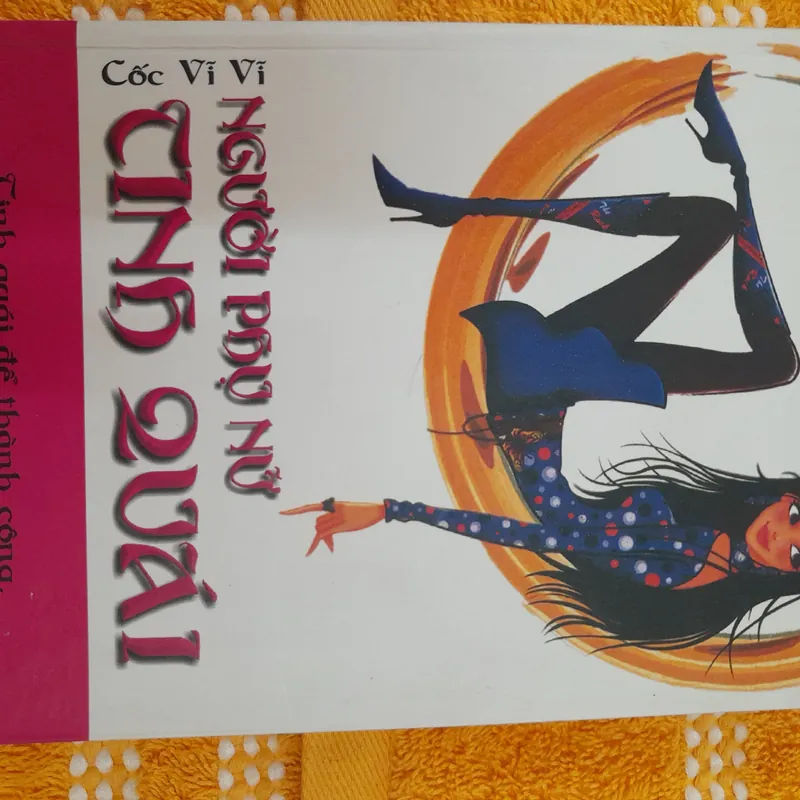 Cốc Vĩ Vĩ
NGƯỜI PHỤ NỮ
TINH QUÁI
Tinh quái để thành công,